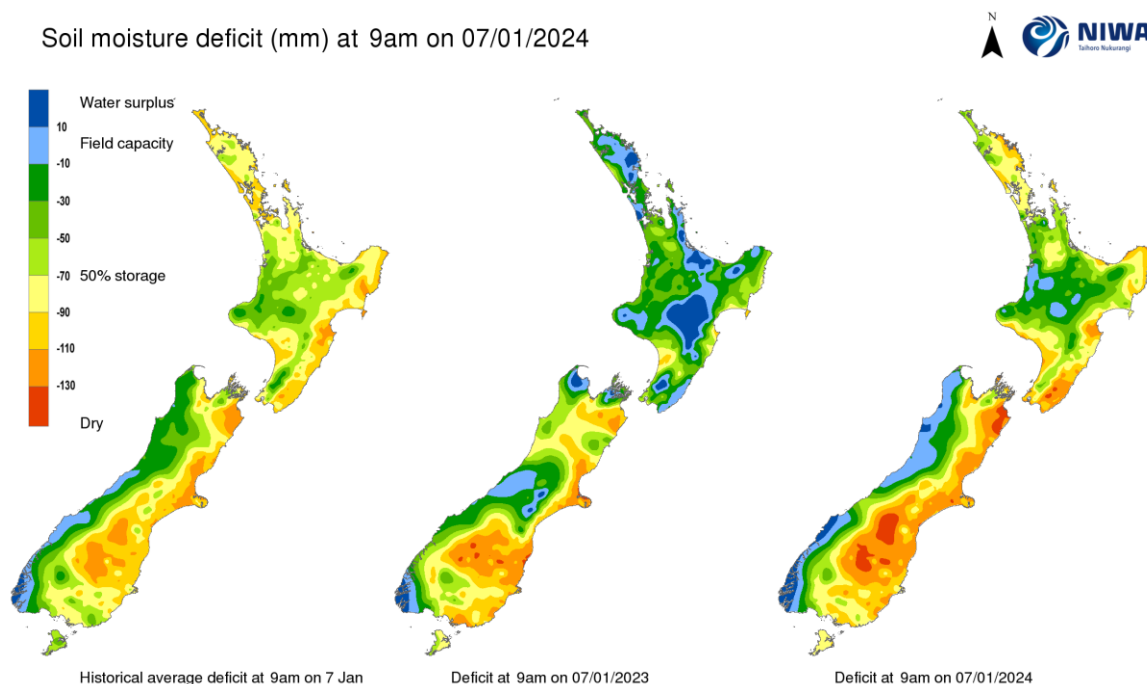 Soil moisture deficit (mm) at 9am on 07/01/2024
N
NIWA
Taihoro Nukurangi
Water surplus
10
Field capacity
-10
-30
-50
50% storage
-70
-90
-110
-130
Dry
Historical average deficit at 9am on 7 Jan
Deficit at 9am on 07/01/2023
Deficit at 9am on 07/01/2024